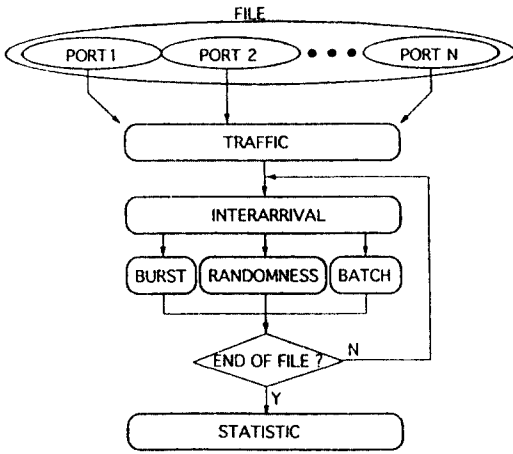 FILE
PORT 1
PORT 2
PORT N
TRAFFIC
INTERARRIVAL
BURST
RANDOMNESS
BATCH
END OF FILE ?
N
Y
STATISTIC